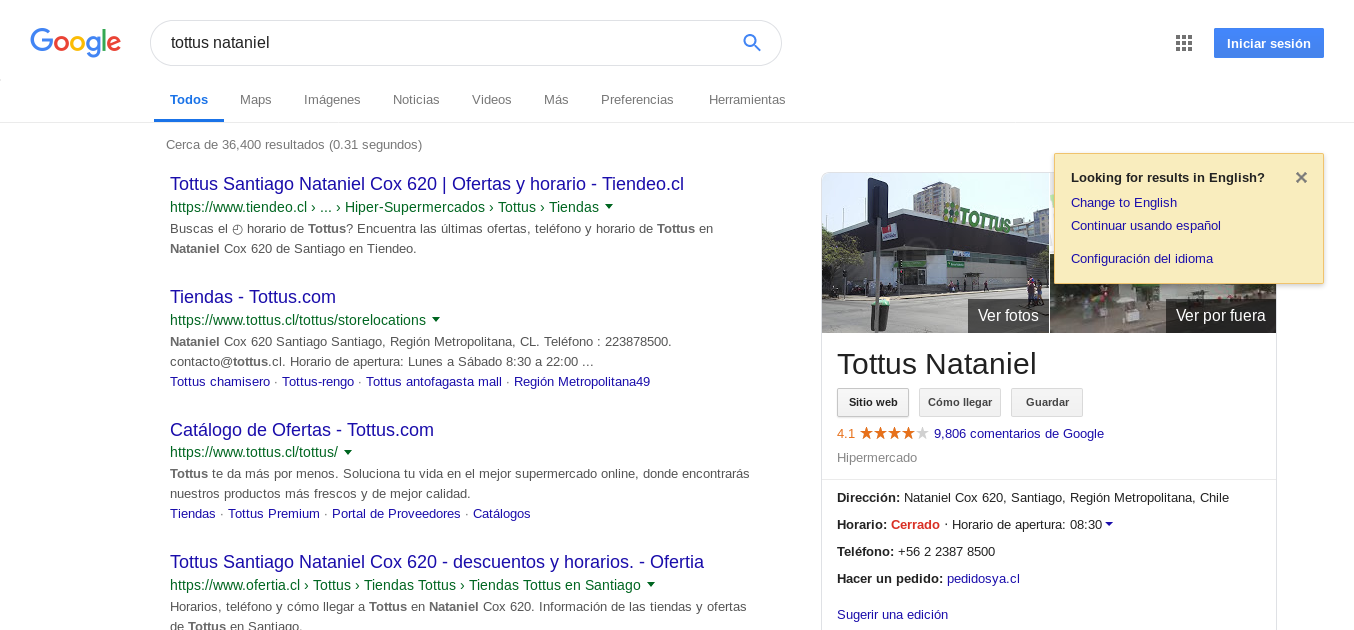 Google
tottus nataniel
Iniciar sesión
Todos Maps Imágenes Noticias Videos Más Preferencias Herramientas
Cerca de 36,400 resultados (0.31 segundos)
Tottus Santiago Nataniel Cox 620 | Ofertas y horario - Tiendeo.cl
https://www.tiendeo.cl › ... › Hiper-Supermercados › Tottus › Tiendas
Buscas el ◴ horario de Tottus? Encuentra las últimas ofertas, teléfono y horario de Tottus en
Nataniel Cox 620 de Santiago en Tiendeo.
Tiendas - Tottus.com
https://www.tottus.cl/tottus/storelocations
Nataniel Cox 620 Santiago Santiago, Región Metropolitana, CL. Teléfono : 223878500.
contacto@tottus.cl. Horario de apertura: Lunes a Sábado 8:30 a 22:00 ...
Tottus chamisero · Tottus-rengo · Tottus antofagasta mall · Región Metropolitana49
Catálogo de Ofertas - Tottus.com
https://www.tottus.cl/tottus/
Tottus te da más por menos. Soluciona tu vida en el mejor supermercado online, donde encontrarás
nuestros productos más frescos y de mejor calidad.
Tiendas · Tottus Premium · Portal de Proveedores · Catálogos
Tottus Santiago Nataniel Cox 620 - descuentos y horarios. - Ofertia
https://www.ofertia.cl › Tottus › Tiendas Tottus › Tiendas Tottus en Santiago
Horarios, teléfono y cómo llegar a Tottus en Nataniel Cox 620. Información de las tiendas y ofertas
de Tottus en Santiago.
Looking for results in English?
Change to English
Continuar usando español
Configuración del idioma
TOTTUS
Ver fotos
Ver por fuera
Tottus Nataniel
Sitio web Cómo llegar Guardar
4.1 9,806 comentarios de Google
Hipermercado
Dirección: Nataniel Cox 620, Santiago, Región Metropolitana, Chile
Horario: Cerrado · Horario de apertura: 08:30
Teléfono: +56 2 2387 8500
Hacer un pedido: pedidosya.cl
Sugerir una edición